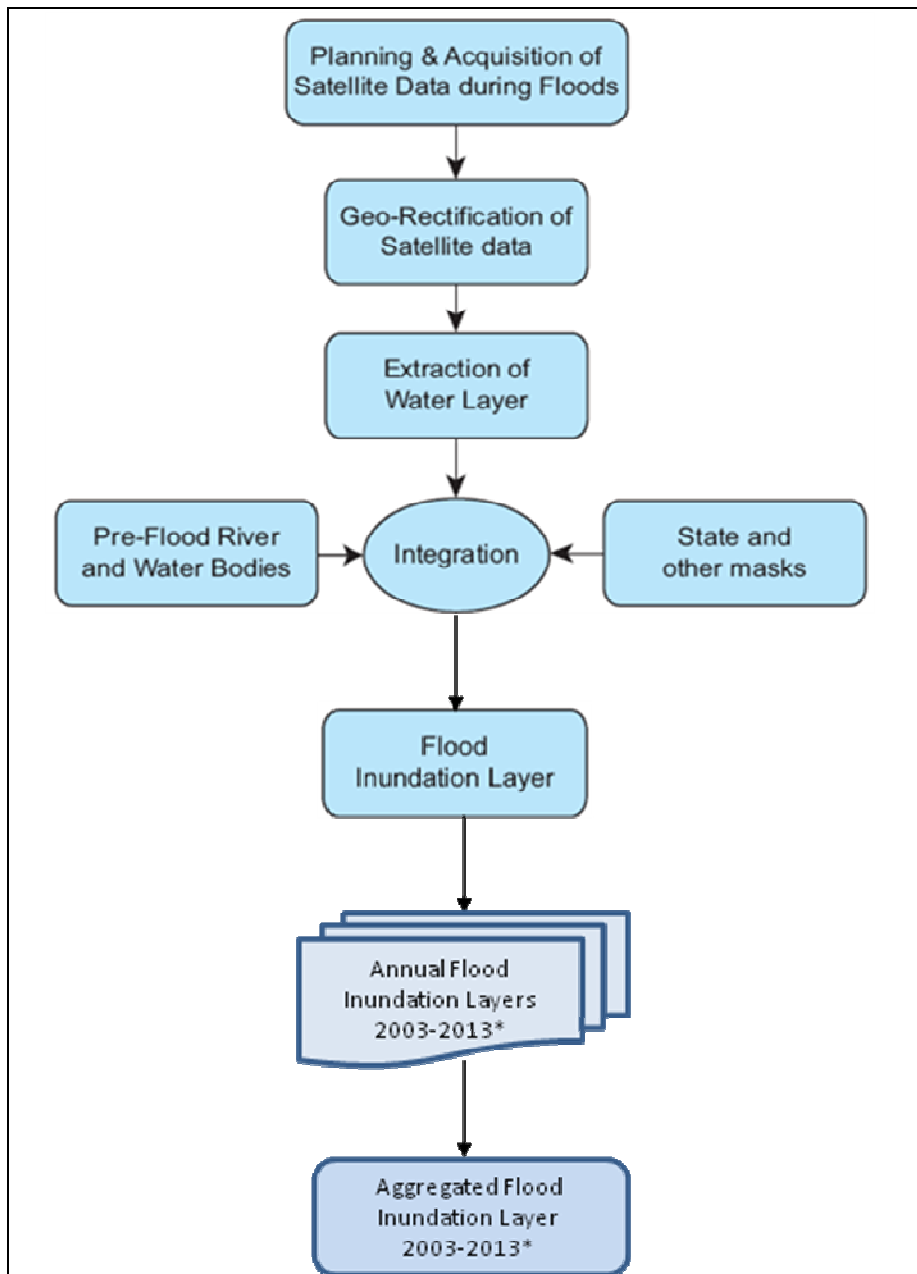 Planning & Acquisition of
Satellite Data during Floods
Geo-Rectification of
Satellite data
Extraction of
Water Layer
Pre-Flood River
and Water Bodies
Integration
State and
other masks
Flood
Inundation Layer
Annual Flood
Inundation Layers
2003-2013*
Aggregated Flood
Inundation Layer
2003-2013*